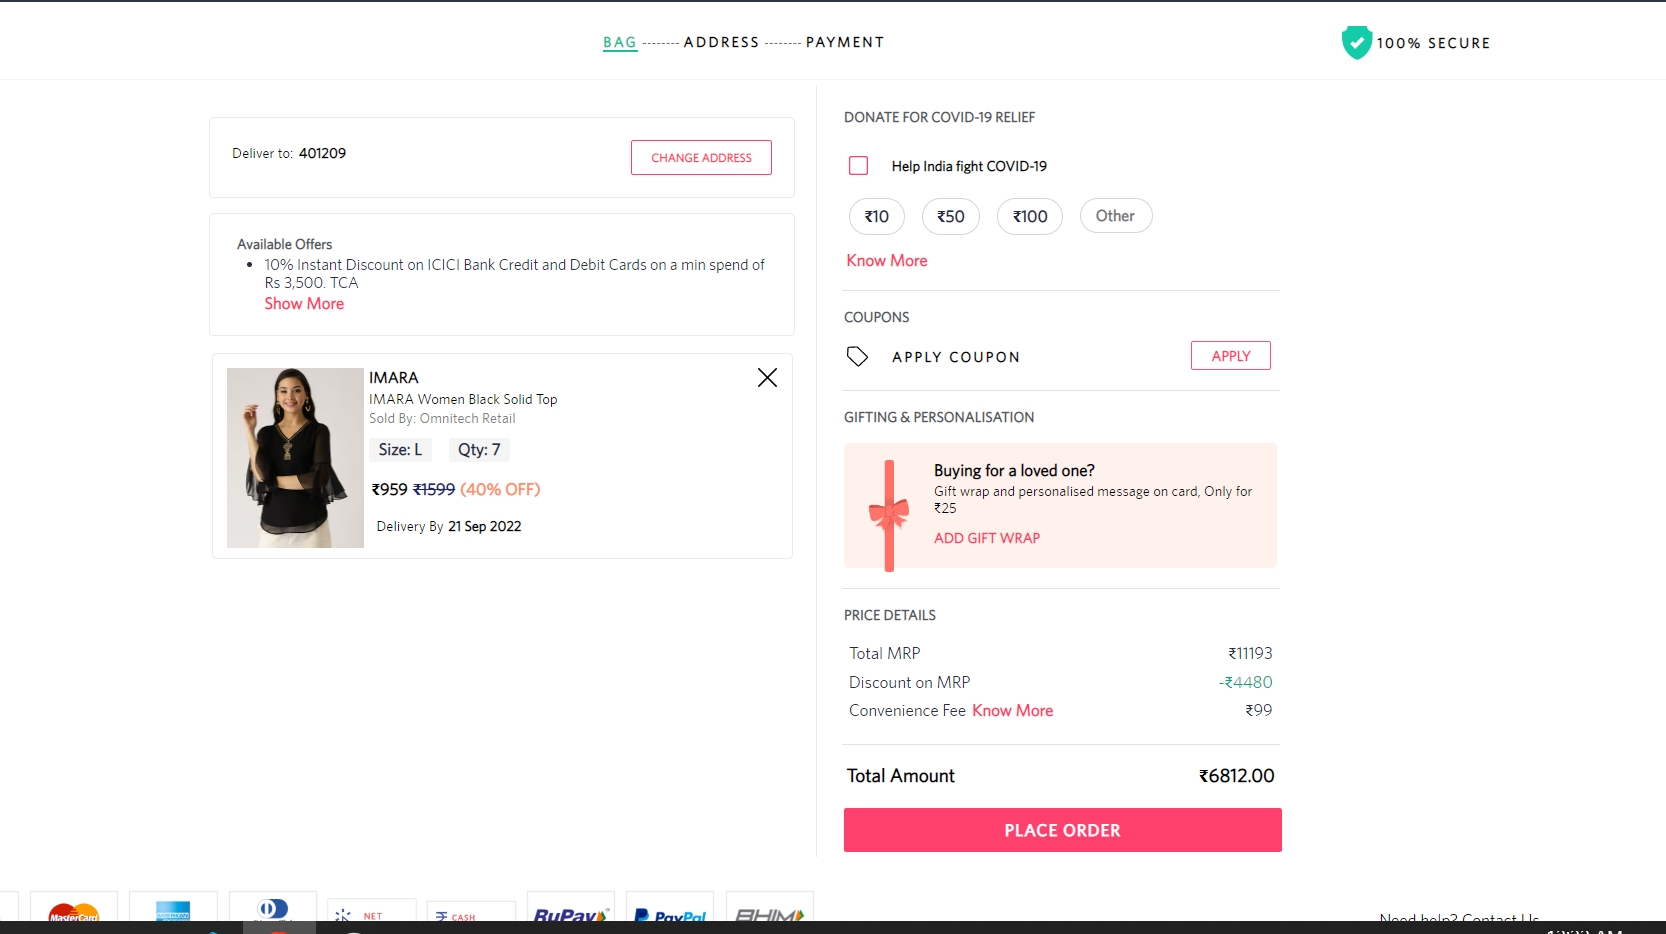 BAG -------- ADDRESS -------- PAYMENT
100% SECURE
Deliver to: 401209
CHANGE ADDRESS
Available Offers
• 10% Instant Discount on ICICI Bank Credit and Debit Cards on a min spend of
Rs 3,500. TCA
Show More
IMARA
IMARA Women Black Solid Top
Sold By: Omnitech Retail
Size: L Qty: 7
₹959 ₹1599 (40% OFF)
Delivery By 21 Sep 2022
DONATE FOR COVID-19 RELIEF
Help India fight COVID-19
₹10 ₹50 ₹100 Other
Know More
COUPONS
APPLY COUPON
APPLY
GIFTING & PERSONALISATION
Buying for a loved one?
Gift wrap and personalised message on card, Only for
₹25
ADD GIFT WRAP
PRICE DETAILS
Total MRP ₹11193
Discount on MRP -₹4480
Convenience Fee Know More ₹99
Total Amount ₹6812.00
PLACE ORDER
MasterCard
AMERICAN
NET
CASH
RuPay
PayPal
BHIM
Need help? Contact Us